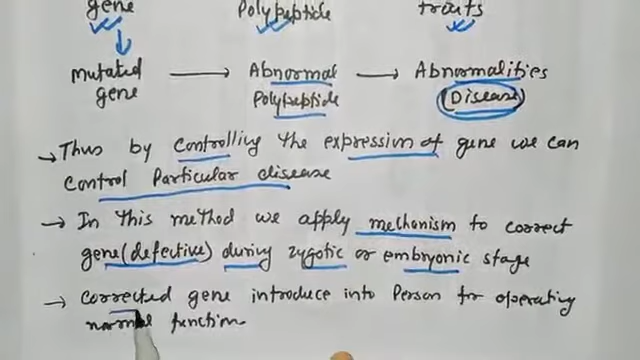 gene Polypeptide traits
Mutated → Abnormal → Abnormalities
gene Polypeptide (Disease)
→ Thus by controlling the expression of gene we can
control Particular disease
→ In this method we apply mechanism to correct
gene (defective) during zygotic or embryonic stage
→ Corrected gene introduce into Person for operating
normal function